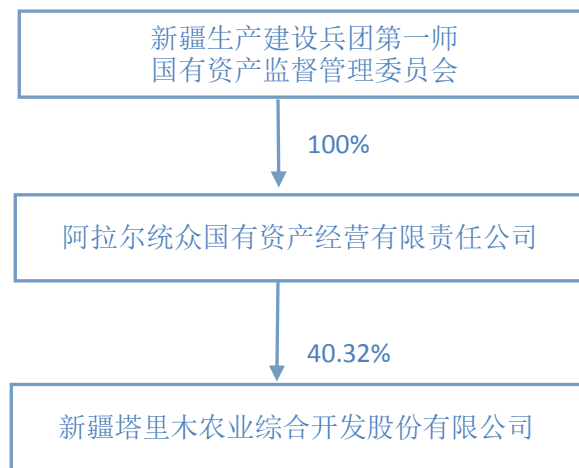 新疆生产建设兵团第一师
国有资产监督管理委员会
100%
阿拉尔统众国有资产经营有限责任公司
40.32%
新疆塔里木农业综合开发股份有限公司